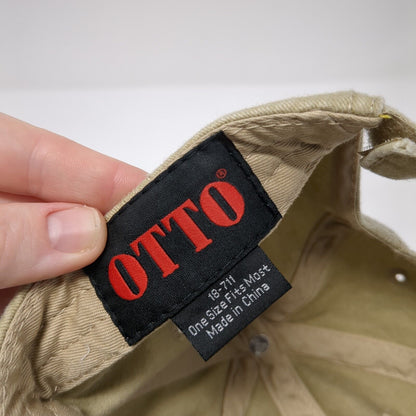 OTTO®
18-711
One Size Fits Most
Made in China